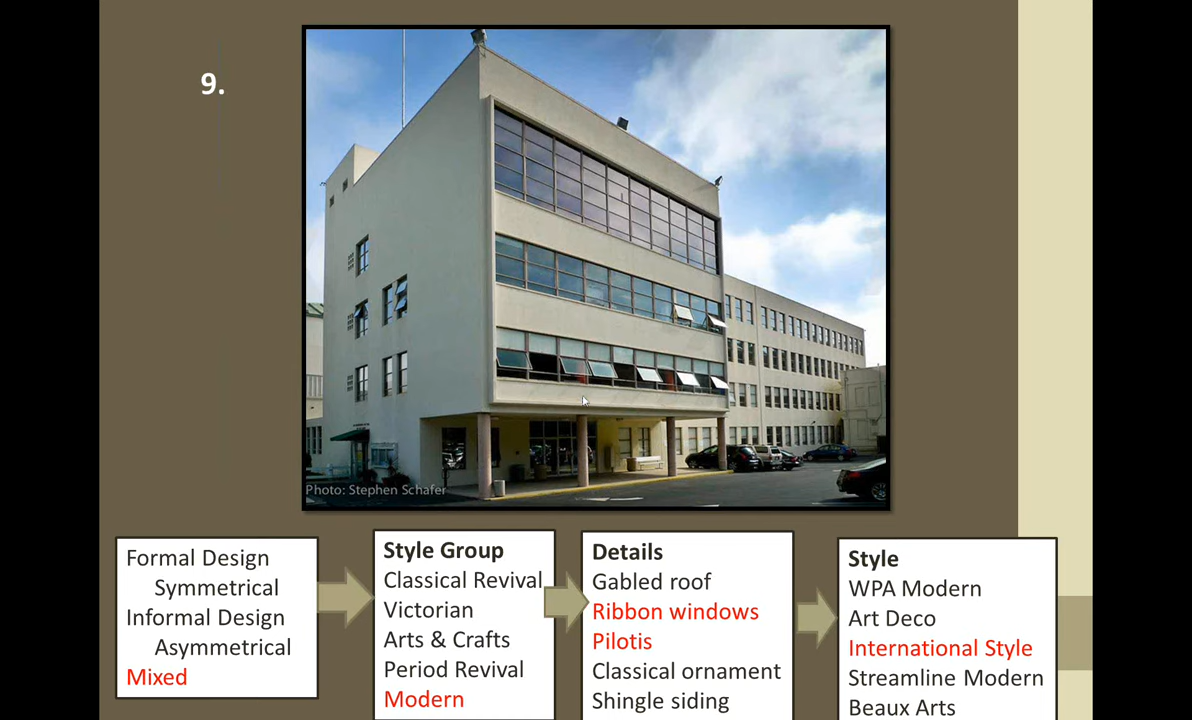 9.
Photo: Stephen Schafer
Formal Design
Symmetrical
Informal Design
Asymmetrical
Mixed
Style Group
Classical Revival
Victorian
Arts & Crafts
Period Revival
Modern
Details
Gabled roof
Ribbon windows
Pilotis
Classical ornament
Shingle siding
Style
WPA Modern
Art Deco
International Style
Streamline Modern
Beaux Arts